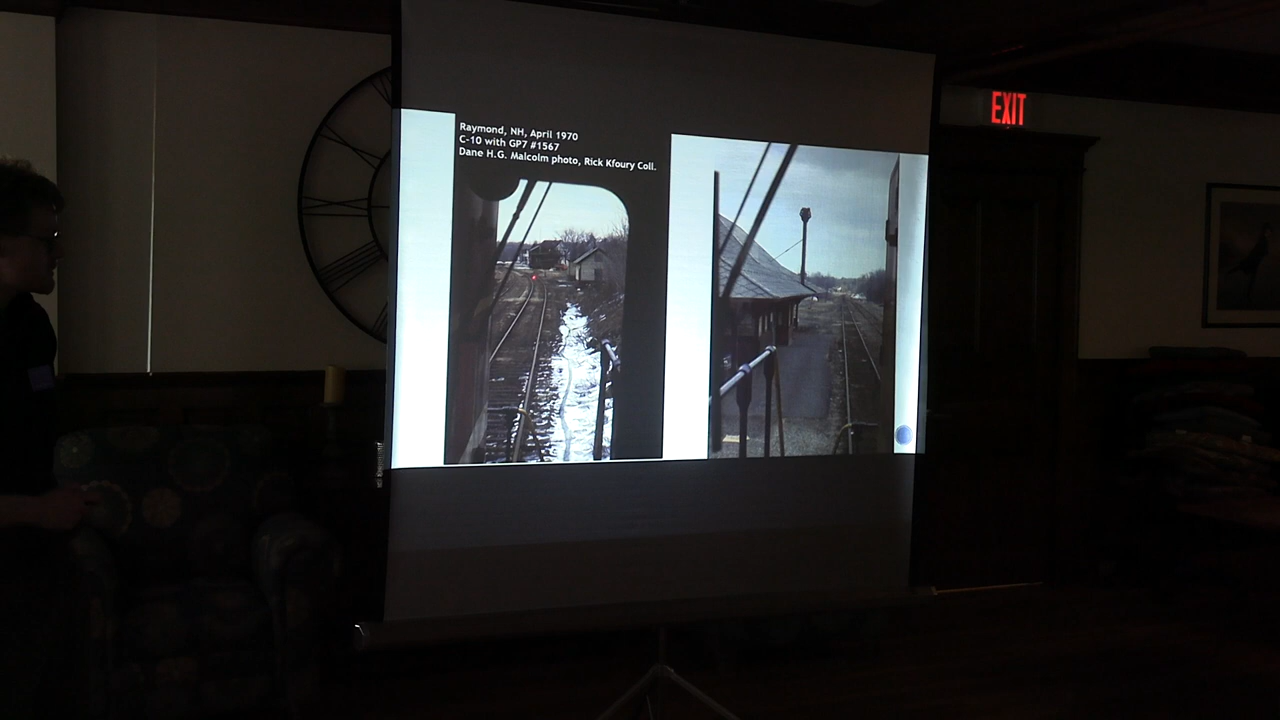 Raymond, NH, April 1970
C-10 with GP7 #1567
Dane H.G. Malcolm photo, Rick Kfoury Coll.
EXIT